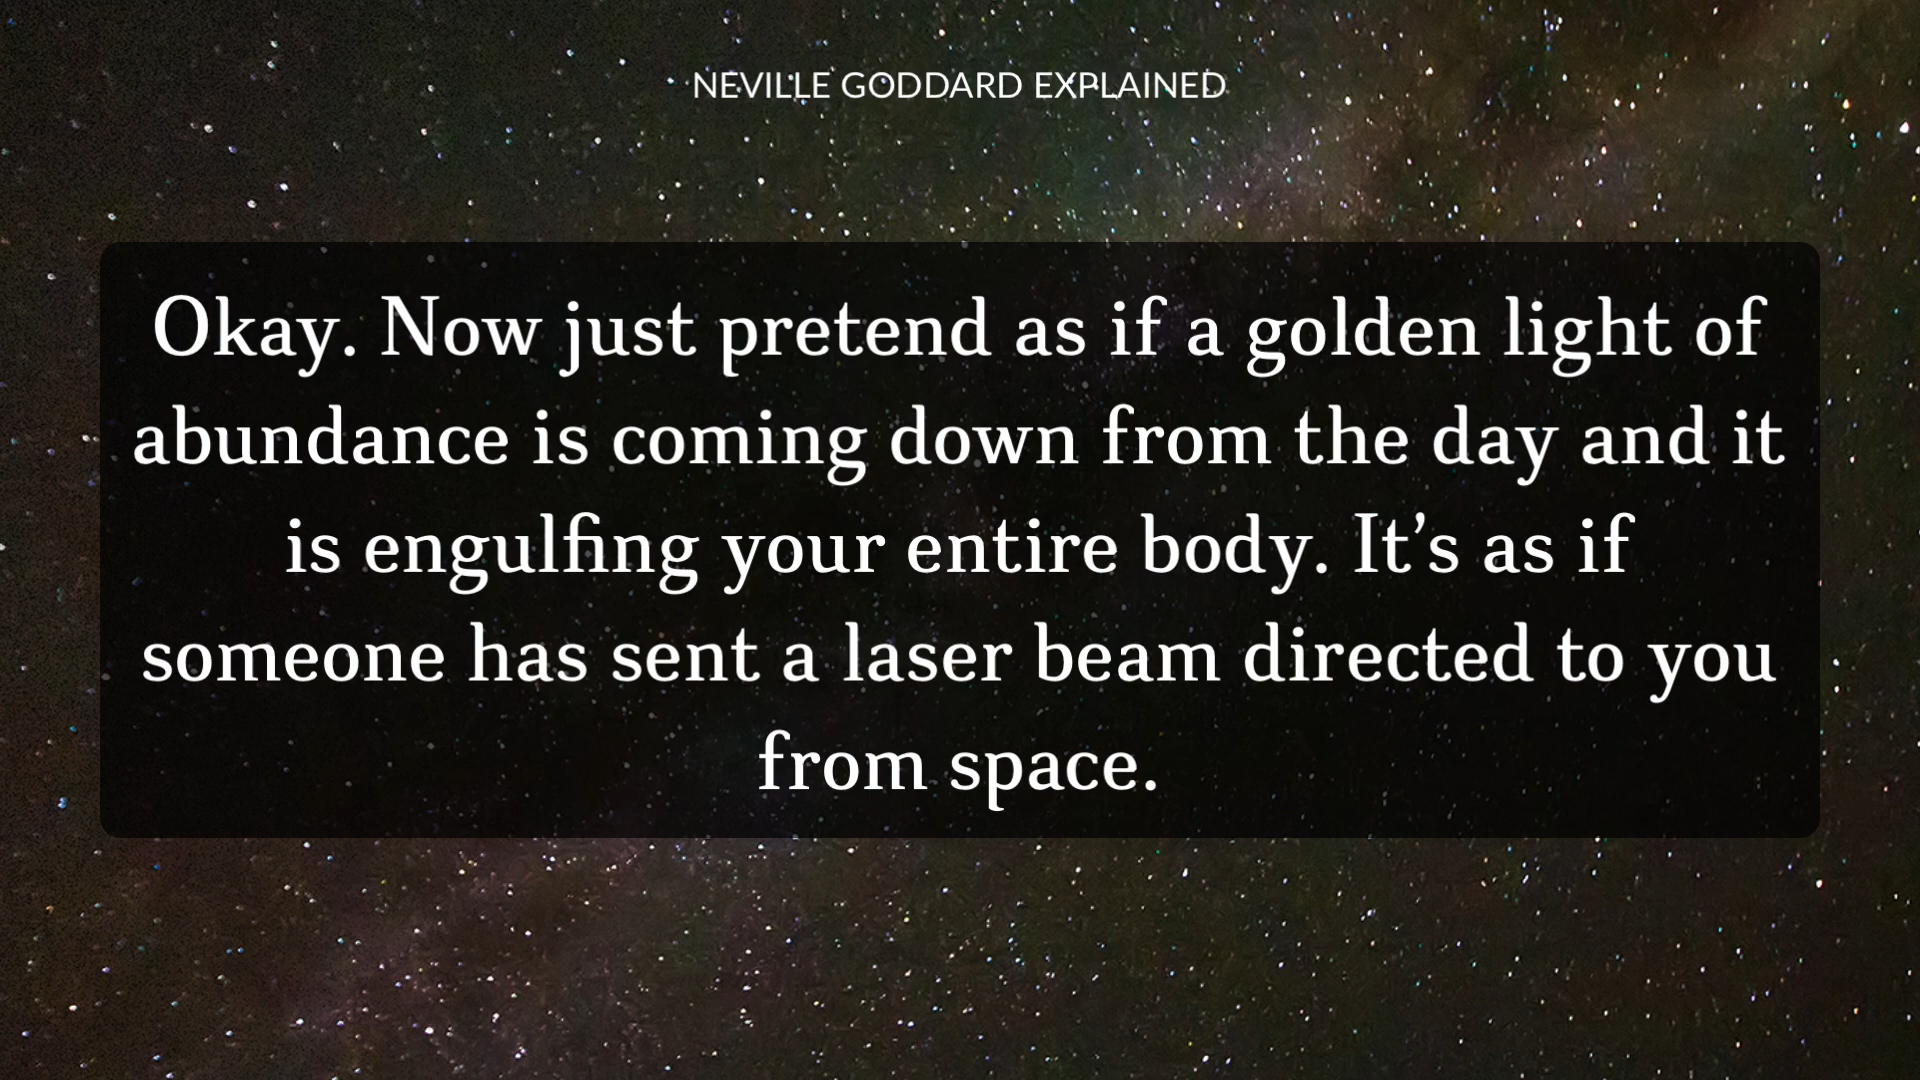 NEVILLE GODDARD EXPLAINED
Okay. Now just pretend as if a golden light of
abundance is coming down from the day and it
is engulfing your entire body. It’s as if
someone has sent a laser beam directed to you
from space.